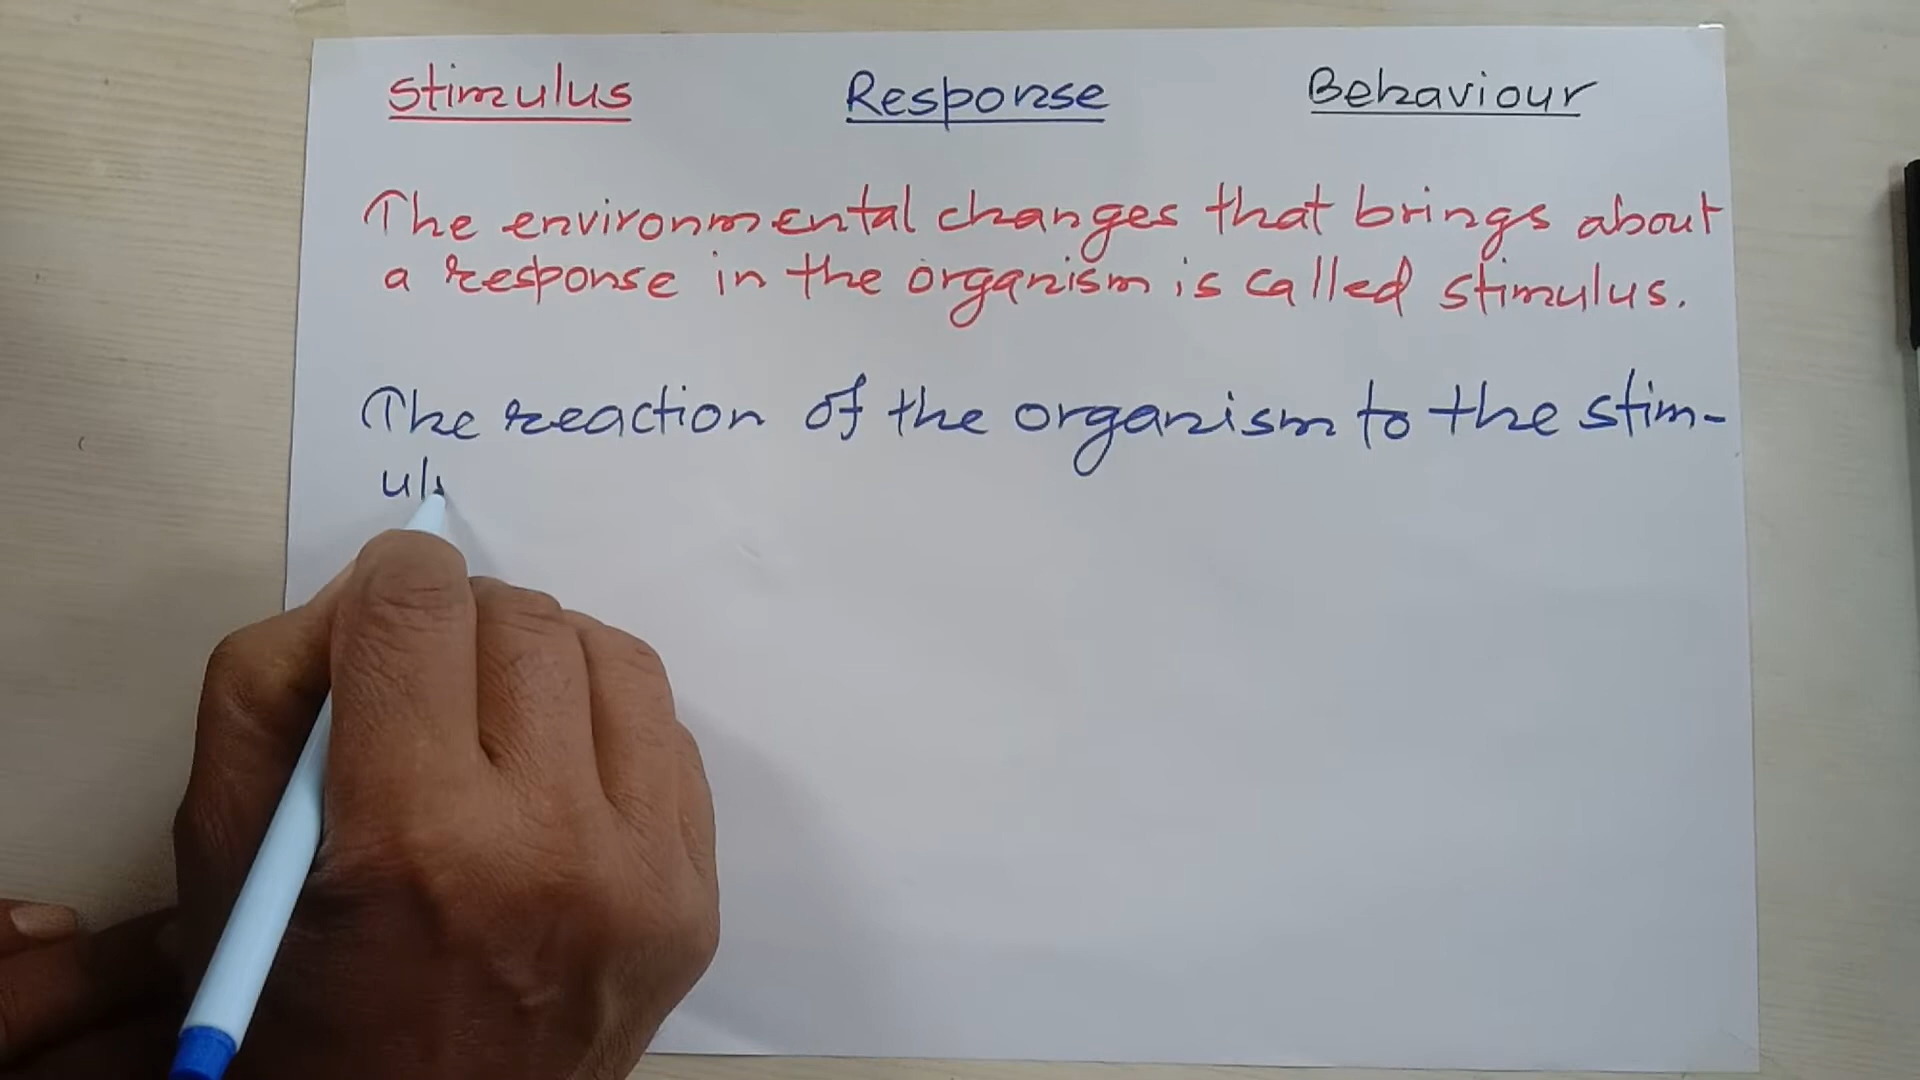 Stimulus Response Behaviour
The environmental changes that brings about
a response in the organism is called stimulus.
The reaction of the organism to the stim-
ulu